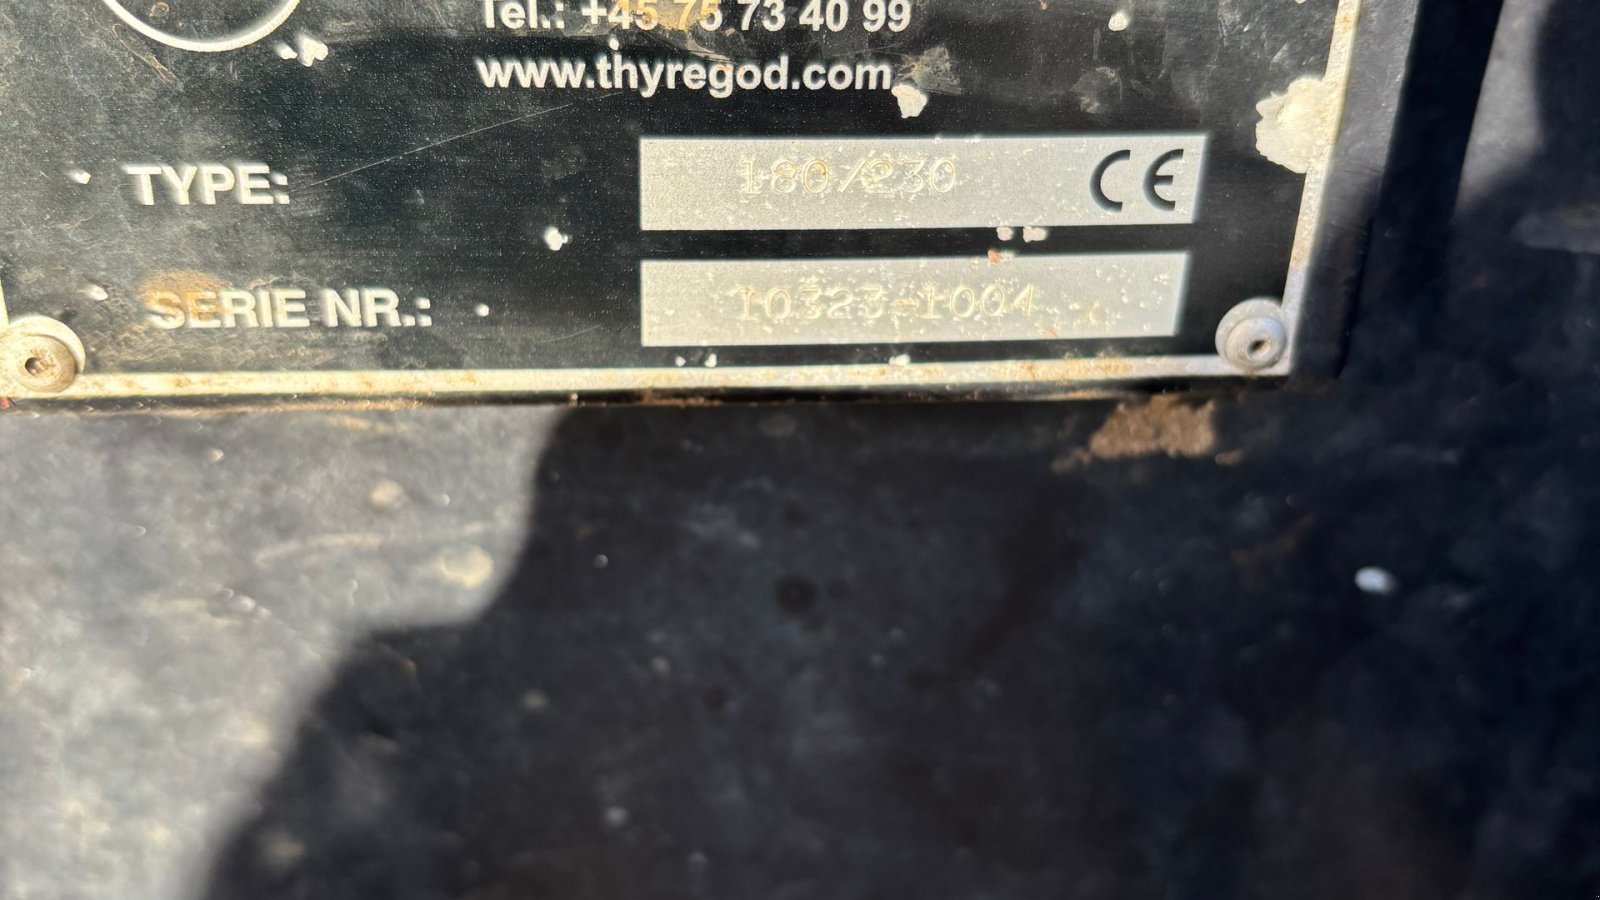 Tel.: +45 75 73 40 99
www.thyregod.com
TYPE: 180/230 CE
SERIE NR.: 10323-1004